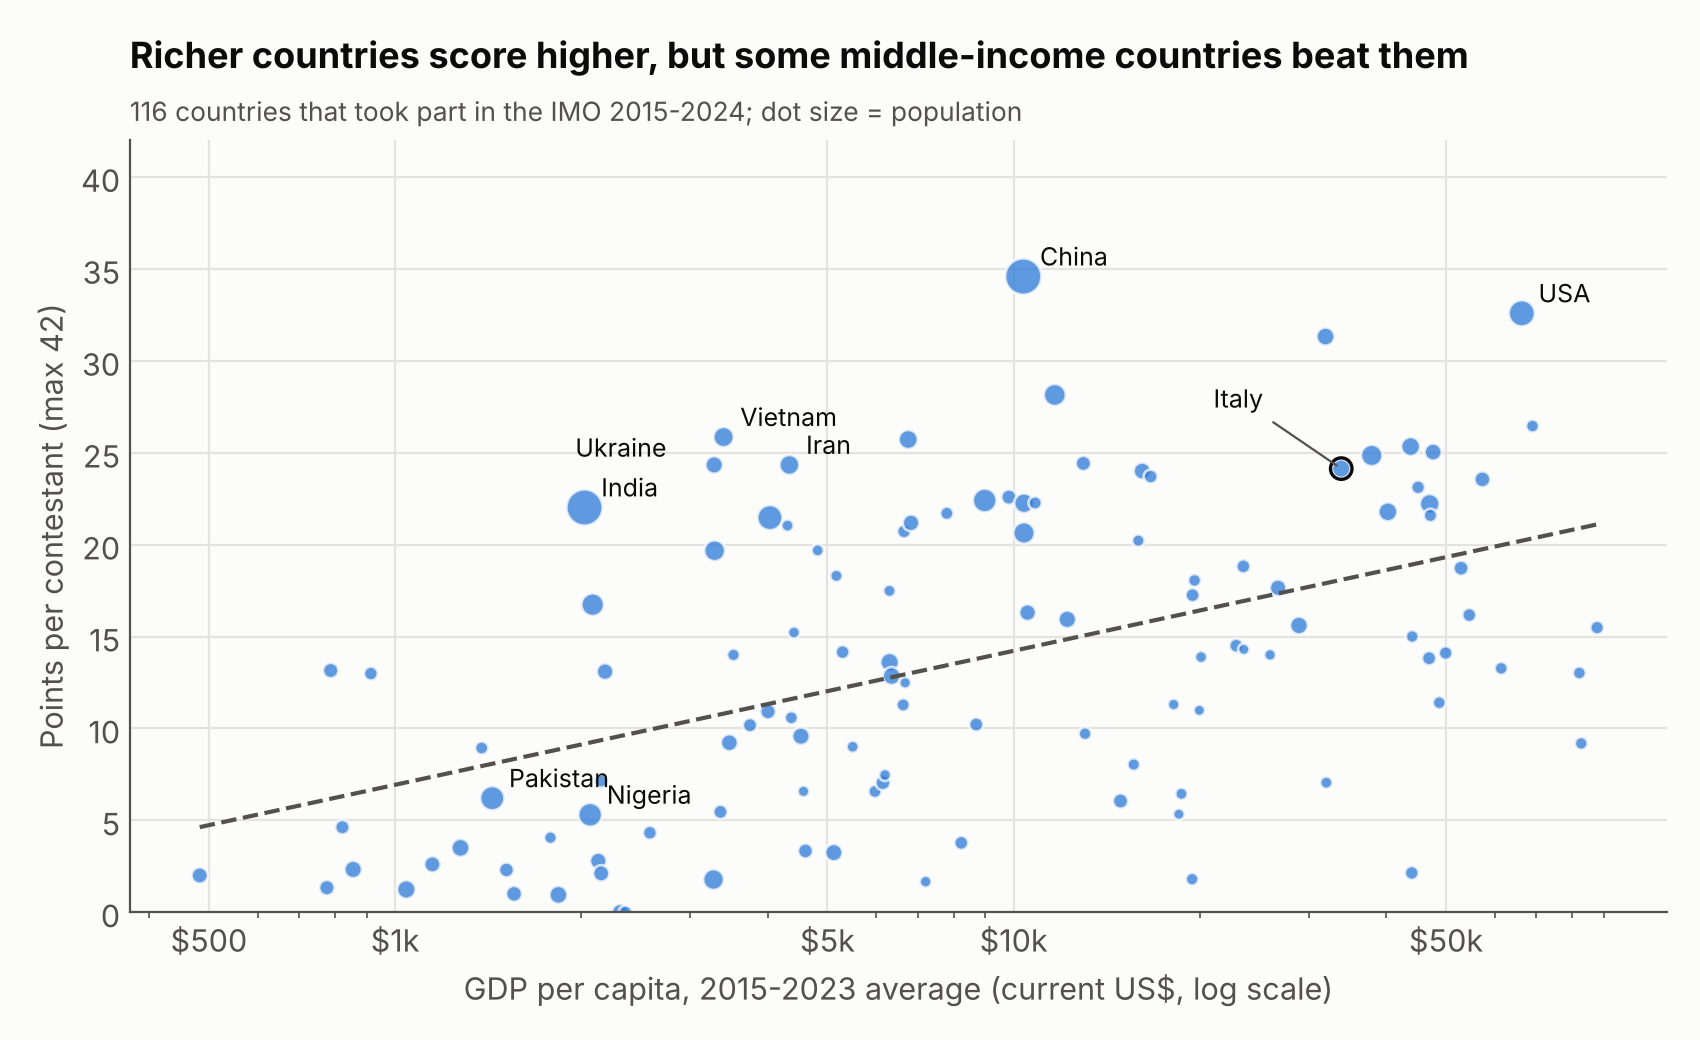 Richer countries score higher, but some middle-income countries beat them
116 countries that took part in the IMO 2015-2024; dot size = population
Points per contestant (max 42)
40
35
30
25
20
15
10
5
0
China
USA
Italy
Vietnam
Ukraine
Iran
India
Pakistan
Nigeria
$500
$1k
$5k
$10k
$50k
GDP per capita, 2015-2023 average (current US$, log scale)